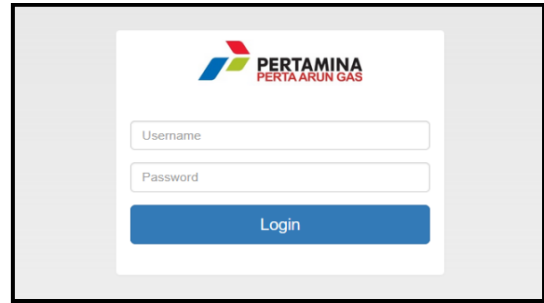 PERTAMINA
PERTA ARUN GAS
Username
Password
Login